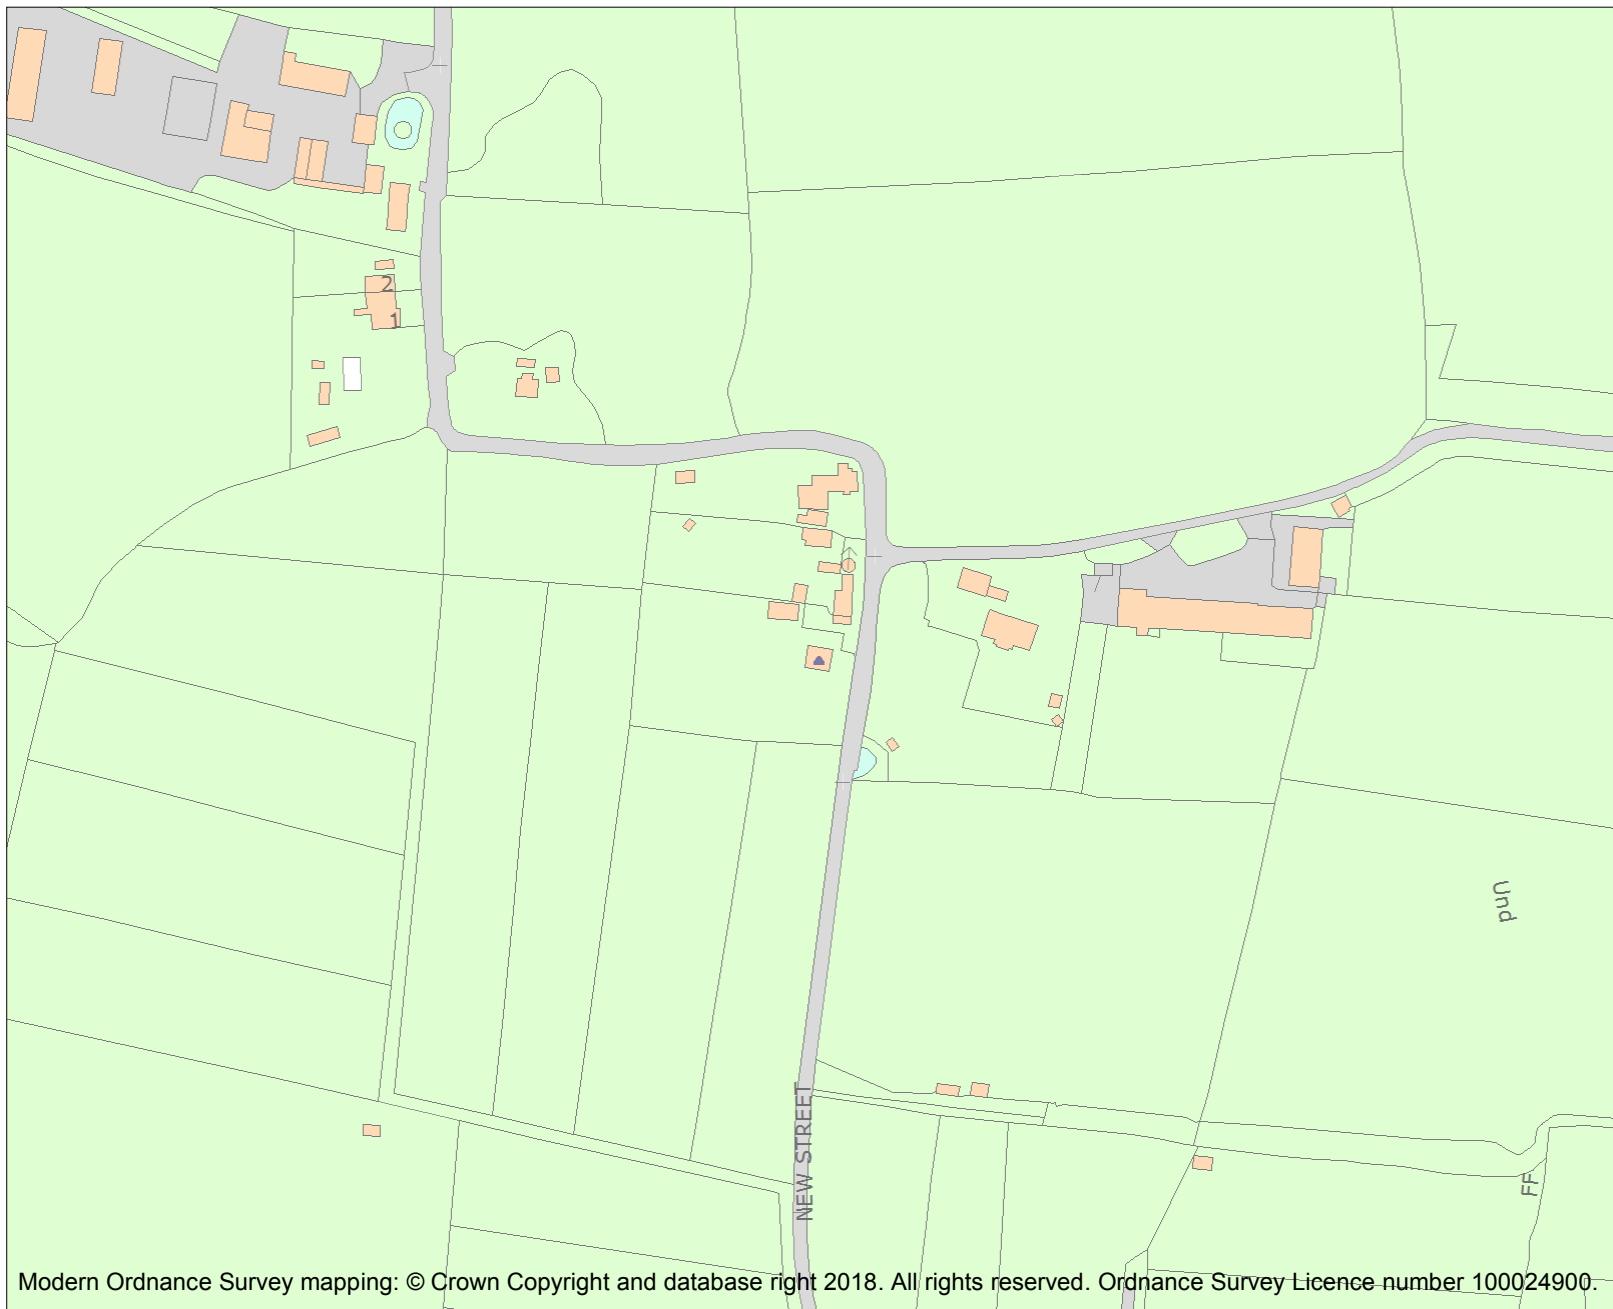 2
1
Und
NEW STREET
FF
Modern Ordnance Survey mapping: © Crown Copyright and database right 2018. All rights reserved. Ordnance Survey Licence number 100024900.